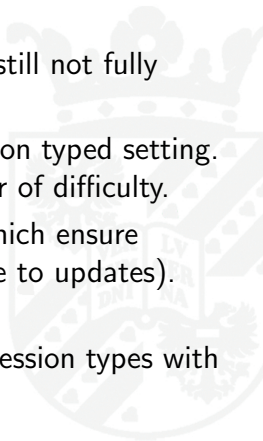 still not fully
on typed setting.
r of difficulty.
hich ensure
e to updates).
ession types with